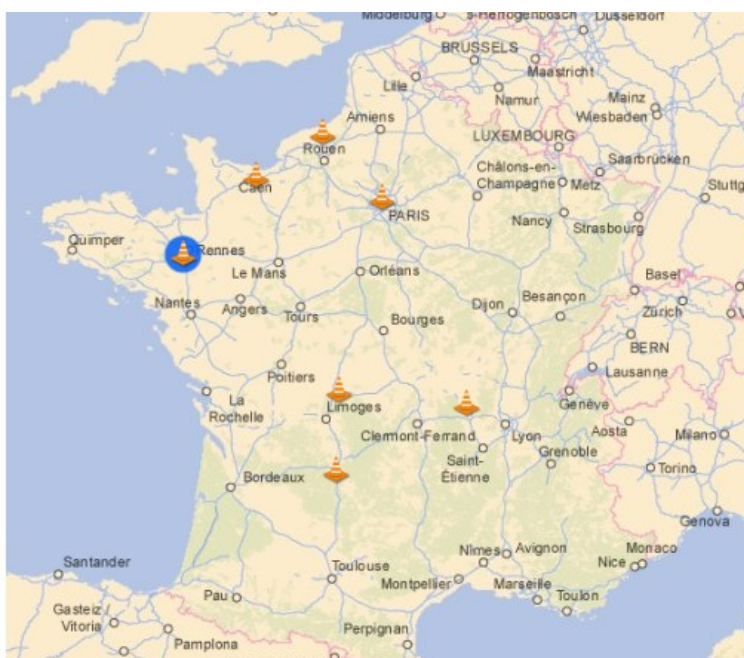 Middelburg
s-Hertogenbosch
Düsseldorf
BRUSSELS
Maastricht
Lille
Namur
Mainz
Wiesbaden
Amiens
LUXEMBOURG
Rouen
Saarbrücken
Châlons-en-
Champagne
Metz
Caen
Stuttg
PARIS
Nancy
Strasbourg
Quimper
Rennes
Le Mans
Orléans
Basel
Nantes
Angers
Tours
Dijon
Besançon
Zürich
V
Bourges
BERN
Lausanne
Poitiers
La
Rochelle
Limoges
Genève
Clermont-Ferrand
Lyon
Aosta
Milano
Saint-
Étienne
Grenoble
Torino
Bordeaux
Genova
Santander
Nîmes
Avignon
Monaco
Nice
Toulouse
Montpellier
Marseille
Toulon
Pau
Gasteiz /
Vitoria
Pamplona
Perpignan